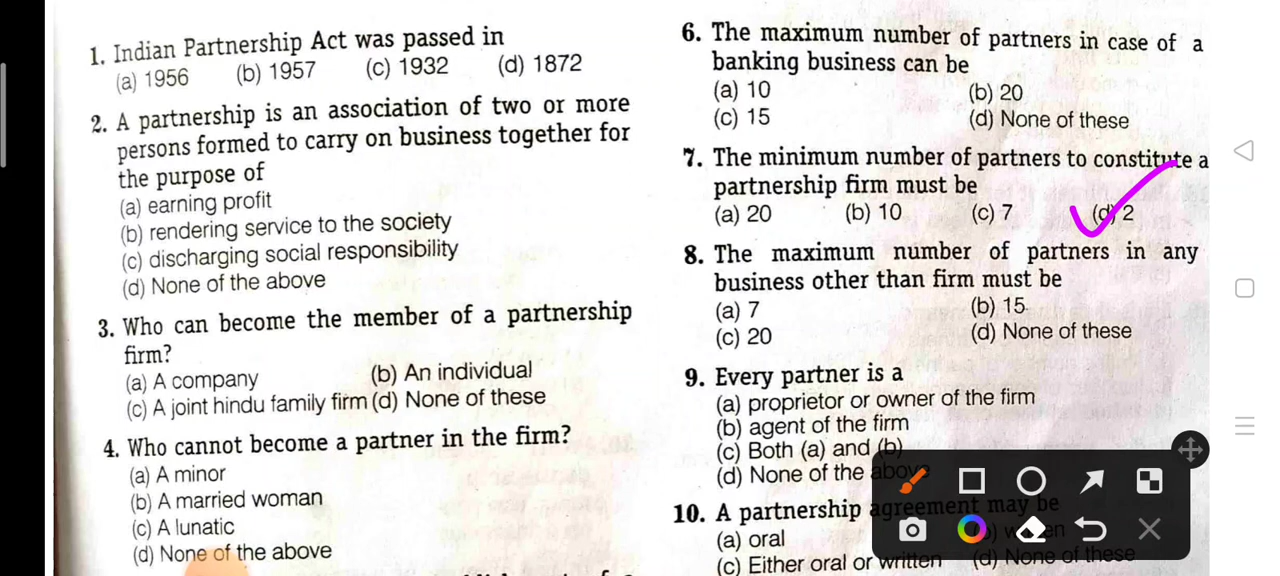 1. Indian Partnership Act was passed in
(a) 1956 (b) 1957 (c) 1932 (d) 1872
2. A partnership is an association of two or more
persons formed to carry on business together for
the purpose of
(a) earning profit
(b) rendering service to the society
(c) discharging social responsibility
(d) None of the above
3. Who can become the member of a partnership
firm?
(a) A company (b) An individual
(c) A joint hindu family firm (d) None of these
4. Who cannot become a partner in the firm?
(a) A minor
(b) A married woman
(c) A lunatic
(d) None of the above
6. The maximum number of partners in case of a
banking business can be
(a) 10 (b) 20
(c) 15 (d) None of these
7. The minimum number of partners to constitute a
partnership firm must be
(a) 20 (b) 10 (c) 7 (d) 2
8. The maximum number of partners in any
business other than firm must be
(a) 7 (b) 15
(c) 20 (d) None of these
9. Every partner is a
(a) proprietor or owner of the firm
(b) agent of the firm
(c) Both (a) and (b)
(d) None of the above
10. A partnership agreement may be
(a) oral
(c) Either oral or written (d) None of these